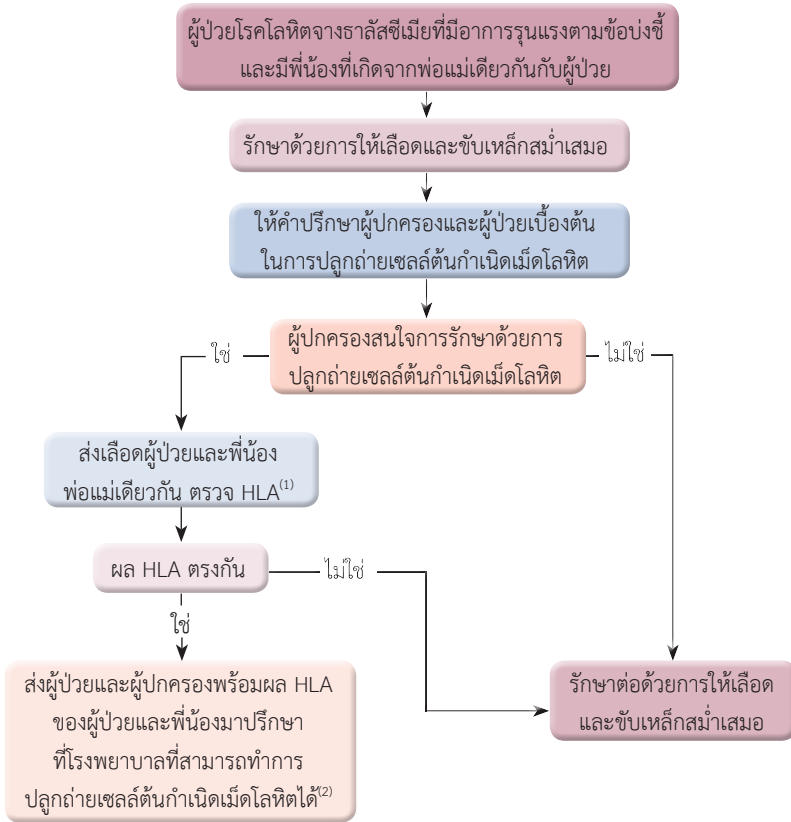 ผู้ป่วยโรคโลหิตจางธาลัสซีเมียที่มีอาการรุนแรงตามข้อบ่งชี้
และมีพี่น้องที่เกิดจากพ่อแม่เดียวกันกับผู้ป่วย
รักษาด้วยการให้เลือดและขับเหล็กสม่ำเสมอ
ให้คำปรึกษาผู้ปกครองและผู้ป่วยเบื้องต้น
ในการปลูกถ่ายเซลล์ต้นกำเนิดเม็ดโลหิต
ผู้ปกครองสนใจการรักษาด้วยการ
ปลูกถ่ายเซลล์ต้นกำเนิดเม็ดโลหิต
ใช่
ไม่ใช่
ส่งเลือดผู้ป่วยและพี่น้อง
พ่อแม่เดียวกัน ตรวจ HLA(1)
ผล HLA ตรงกัน
ไม่ใช่
ใช่
ส่งผู้ป่วยและผู้ปกครองพร้อมผล HLA
ของผู้ป่วยและพี่น้องมาปรึกษา
ที่โรงพยาบาลที่สามารถทำการ
ปลูกถ่ายเซลล์ต้นกำเนิดเม็ดโลหิตได้(2)
รักษาต่อด้วยการให้เลือด
และขับเหล็กสม่ำเสมอ